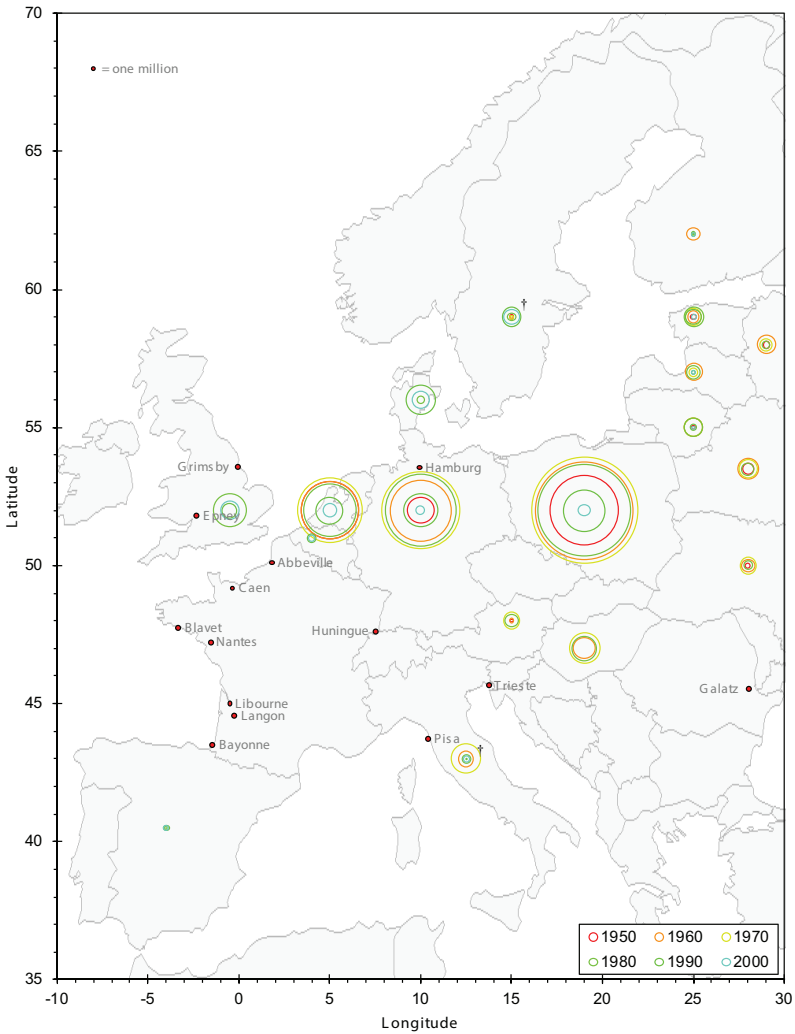 70
= one million
65
60
†
55
Grimsby
Hamburg
Epney
50
Abbeville
Caen
Blavet
Huningue
Nantes
Trieste
Galatz
45
Libourne
Langon
Pisa
†
Bayonne
40
1950 1960 1970
1980 1990 2000
35
-10 -5 0 5 10 15 20 25 30
Longitude
Latitude